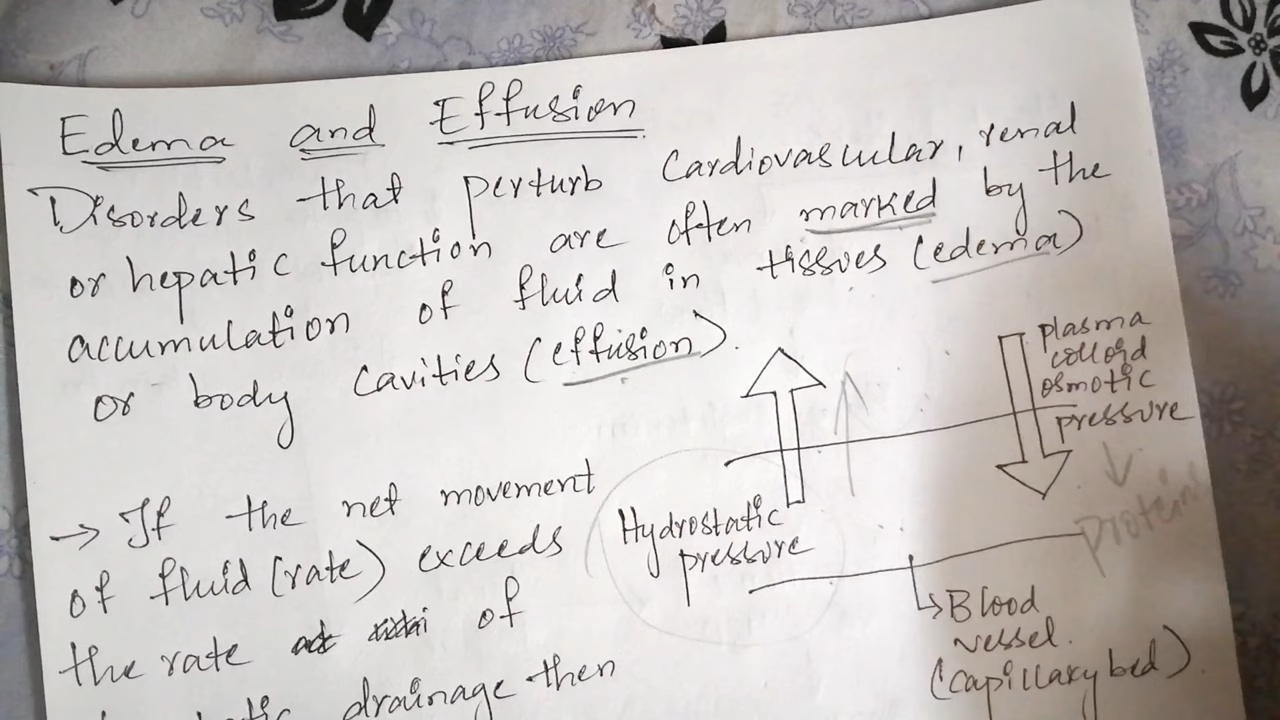 Edema and Effusion
Disorders that perturb cardiovascular, renal
or hepatic function are often marked by the
accumulation of fluid in tissues (edema)
or body cavities (effusion).
→ If the net movement
of fluid (rate) exceeds
the rate of
drainage then
Hydrostatic
pressure
plasma
colloid
osmotic
pressure
↓
Protein
↳ Blood
vessel.
(capillary bed).